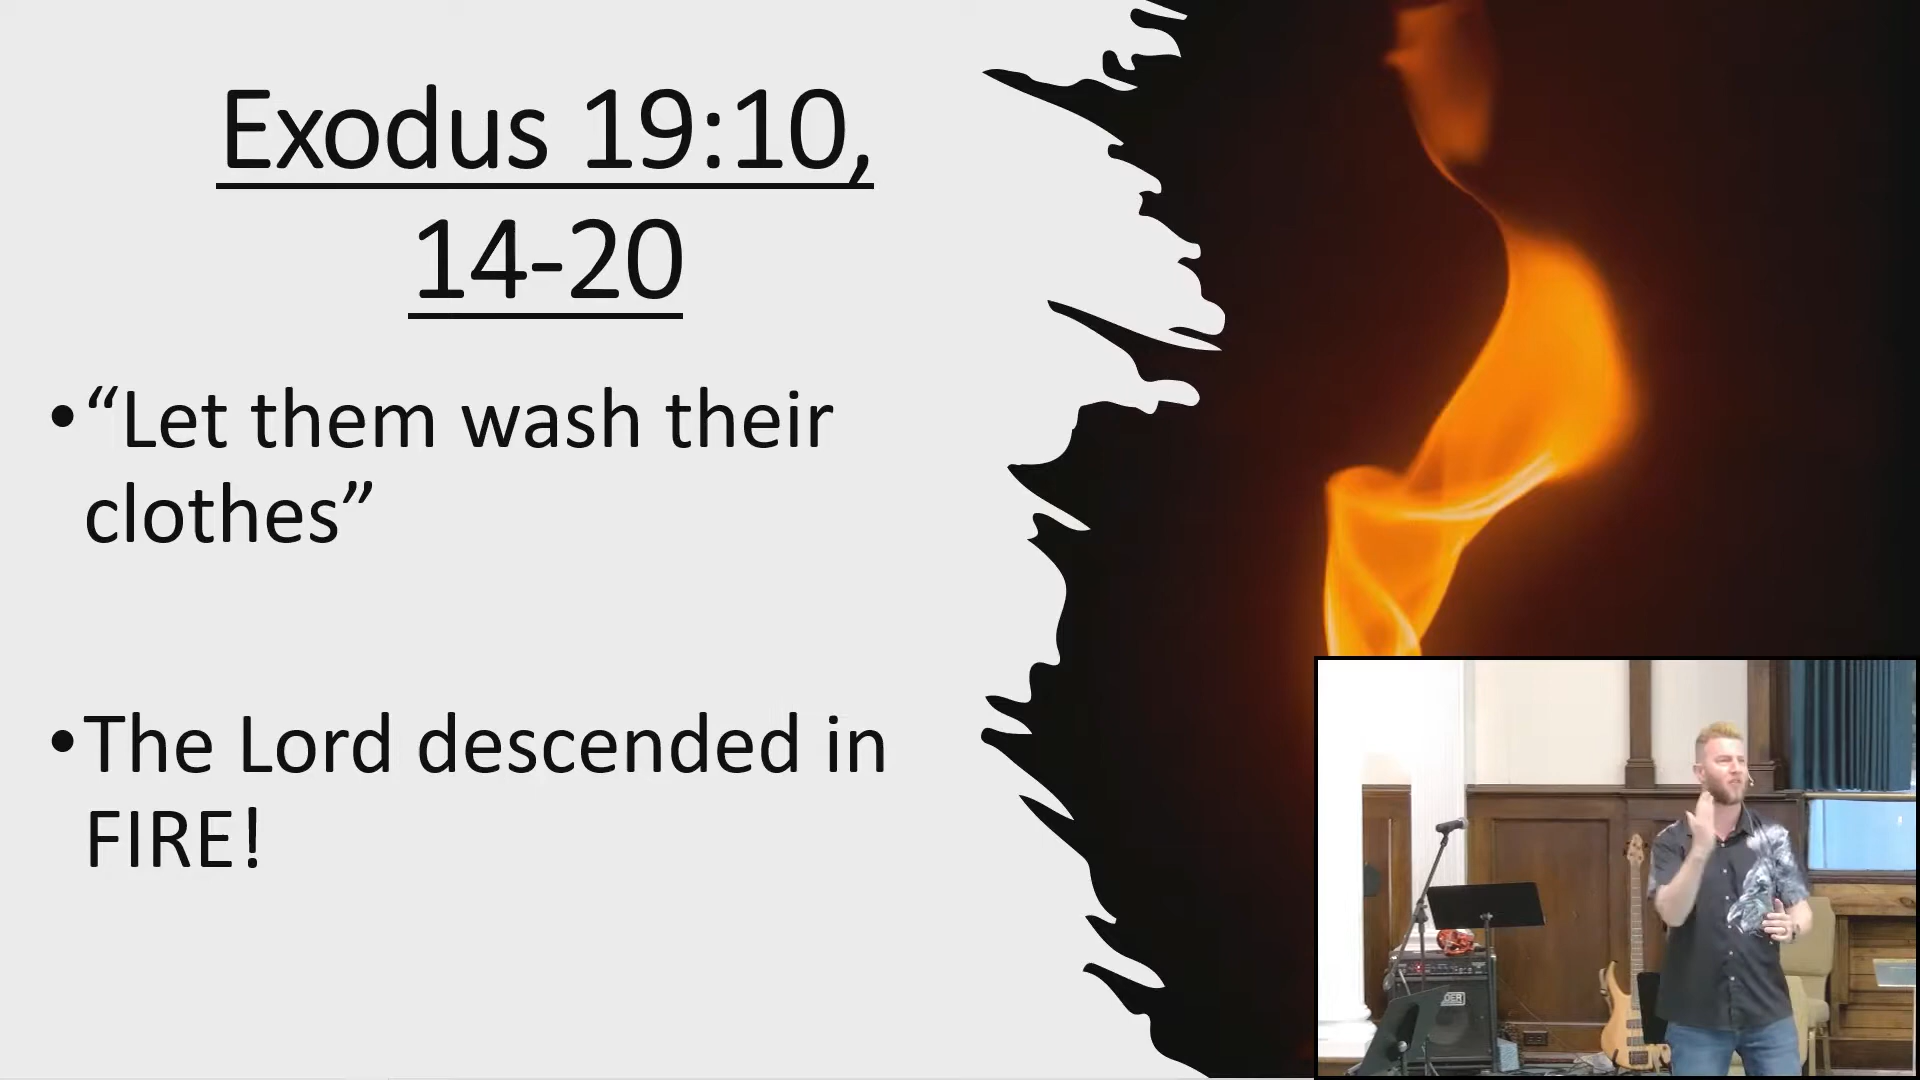 Exodus 19:10,
14-20
•“Let them wash their
clothes”
•The Lord descended in
FIRE!